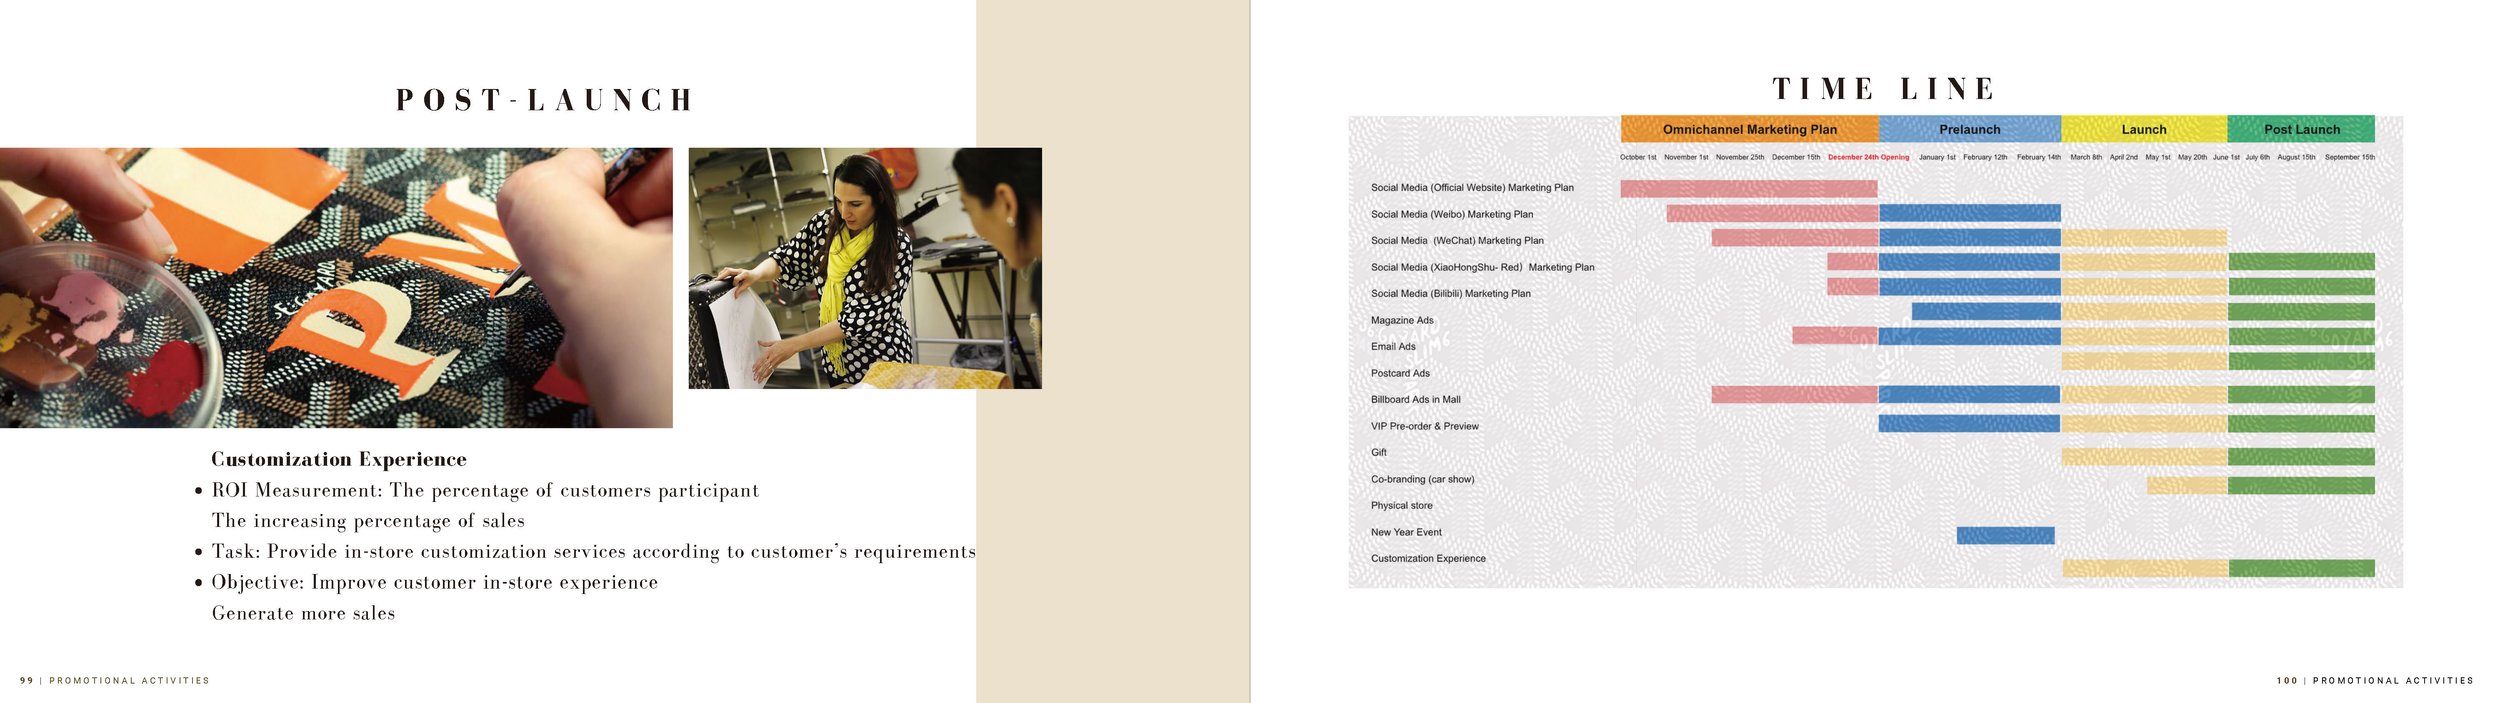 POST-LAUNCH
Customization Experience
• ROI Measurement: The percentage of customers participant
The increasing percentage of sales
• Task: Provide in-store customization services according to customer’s requirements
• Objective: Improve customer in-store experience
Generate more sales
99 | PROMOTIONAL ACTIVITIES
TIME LINE
Omnichannel Marketing Plan Prelaunch Launch Post Launch
October 1st November 1st November 25th December 15th December 24th Opening January 1st February 12th February 14th March 8th April 2nd May 1st May 20th June 1st July 6th August 15th September 15th
Social Media (Official Website) Marketing Plan
Social Media (Weibo) Marketing Plan
Social Media (WeChat) Marketing Plan
Social Media (XiaoHongShu- Red) Marketing Plan
Social Media (Bilibili) Marketing Plan
Magazine Ads
Email Ads
Postcard Ads
Billboard Ads in Mall
VIP Pre-order & Preview
Gift
Co-branding (car show)
Physical store
New Year Event
Customization Experience
100 | PROMOTIONAL ACTIVITIES